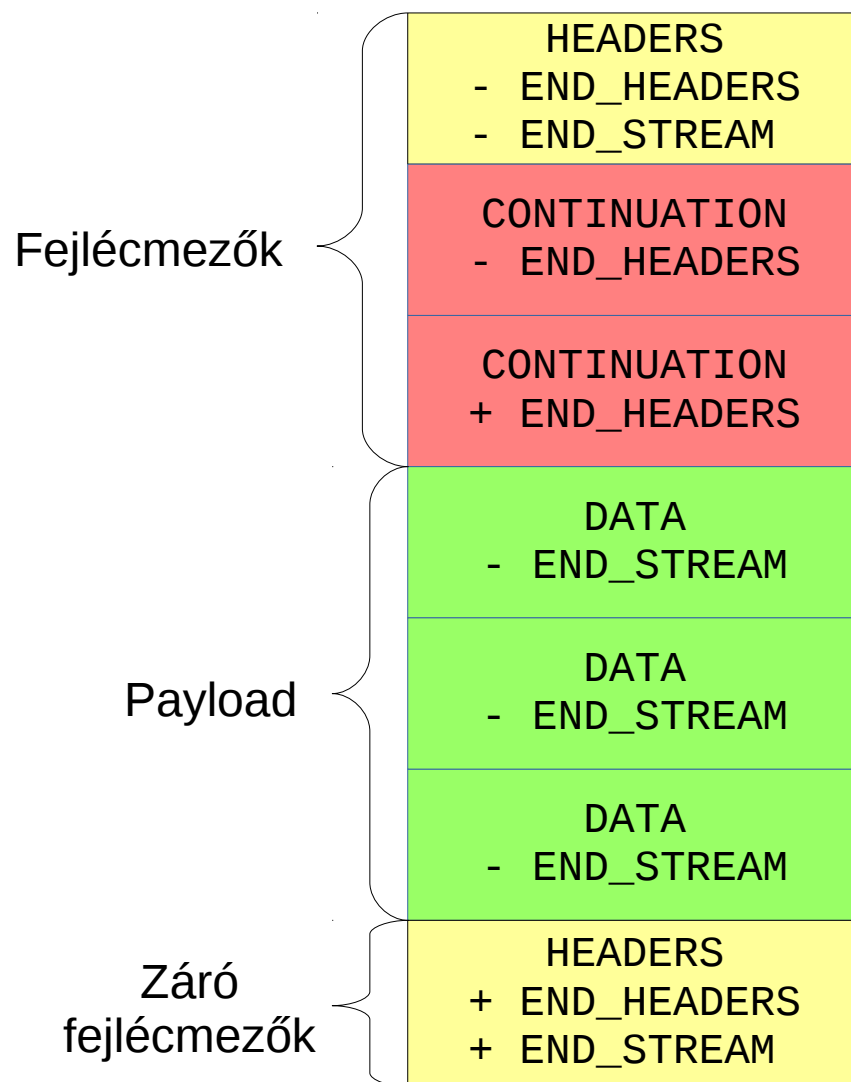 HEADERS
- END_HEADERS
- END_STREAM
Fejlécmezők
CONTINUATION
- END_HEADERS
CONTINUATION
+ END_HEADERS
DATA
- END_STREAM
Payload
DATA
- END_STREAM
DATA
- END_STREAM
Záró
fejlécmezők
HEADERS
+ END_HEADERS
+ END_STREAM